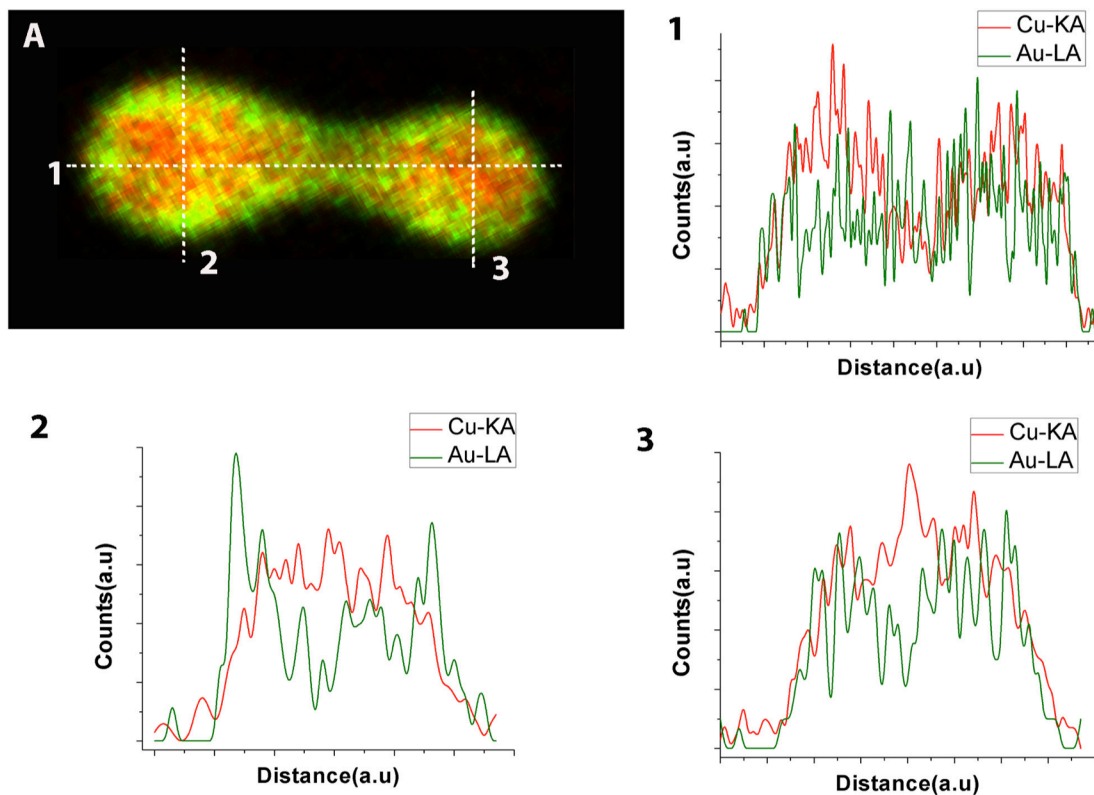 A
1
2
3
1
Cu-KA
Au-LA
Counts(a.u)
Distance(a.u)
2
Cu-KA
Au-LA
Counts(a.u)
Distance(a.u)
3
Cu-KA
Au-LA
Counts(a.u)
Distance(a.u)